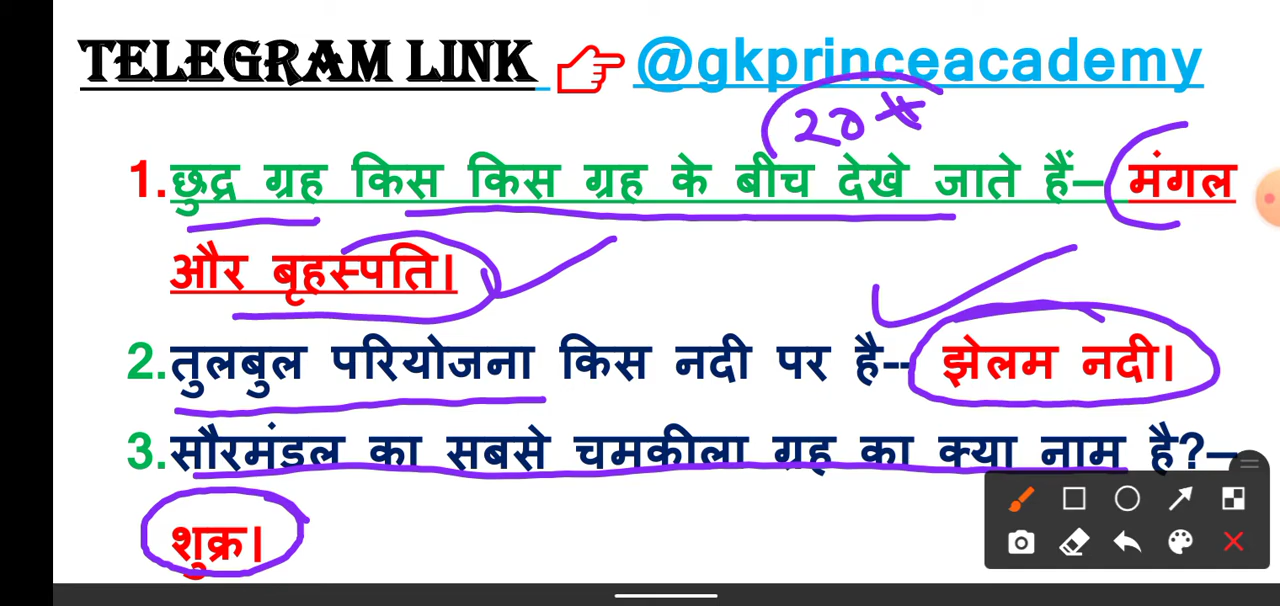 TELEGRAM LINK 👉 @gkprinceacademy
20*
1.छुद्र ग्रह किस किस ग्रह के बीच देखे जाते हैं– मंगल
और बृहस्पति।
2.तुलबुल परियोजना किस नदी पर है--झेलम नदी।
3.सौरमंडल का सबसे चमकीला ग्रह का क्या नाम है?–
शुक्र।